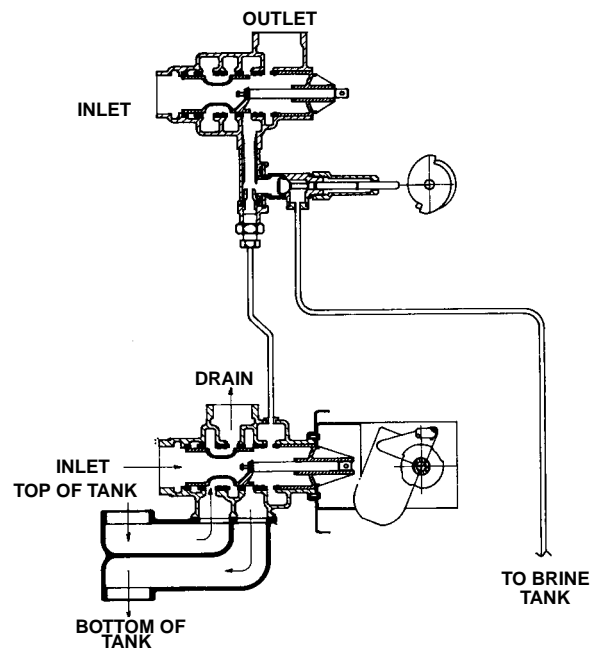 OUTLET
INLET
DRAIN
INLET
TOP OF TANK
BOTTOM OF
TANK
TO BRINE
TANK